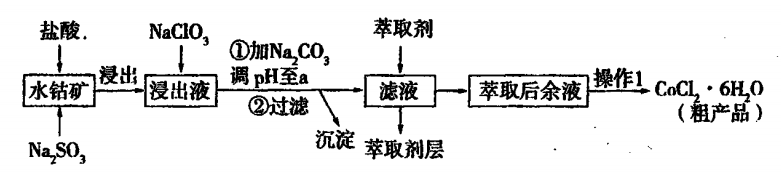 盐酸
NaClO₃
萃取剂
①加Na₂CO₃
调 pH至a
水钴矿
浸出
浸出液
②过滤
滤液
萃取后余液
操作1
CoCl₂·6H₂O
(粗产品)
Na₂SO₃
沉淀
萃取剂层